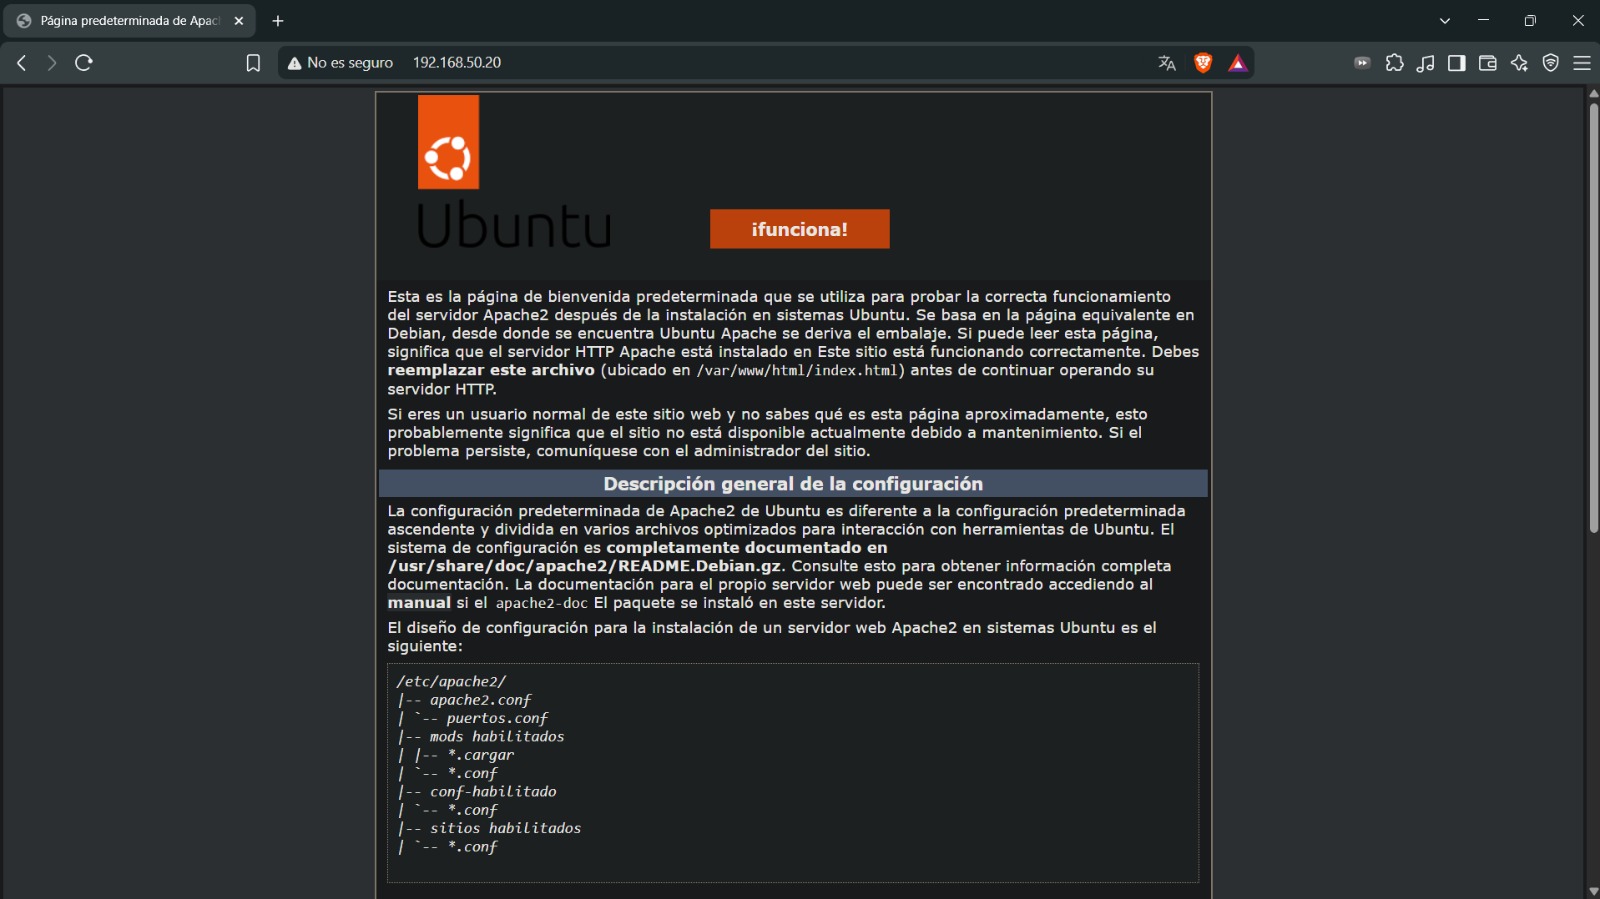 Página predeterminada de Apac
No es seguro 192.168.50.20
Ubuntu
¡funciona!
Esta es la página de bienvenida predeterminada que se utiliza para probar la correcta funcionamiento
del servidor Apache2 después de la instalación en sistemas Ubuntu. Se basa en la página equivalente en
Debian, desde donde se encuentra Ubuntu Apache se deriva el embalaje. Si puede leer esta página,
significa que el servidor HTTP Apache está instalado en Este sitio está funcionando correctamente. Debes
reemplazar este archivo (ubicado en /var/www/html/index.html) antes de continuar operando su
servidor HTTP.
Si eres un usuario normal de este sitio web y no sabes qué es esta página aproximadamente, esto
probablemente significa que el sitio no está disponible actualmente debido a mantenimiento. Si el
problema persiste, comuníquese con el administrador del sitio.
Descripción general de la configuración
La configuración predeterminada de Apache2 de Ubuntu es diferente a la configuración predeterminada
ascendente y dividida en varios archivos optimizados para interacción con herramientas de Ubuntu. El
sistema de configuración es completamente documentado en
/usr/share/doc/apache2/README.Debian.gz. Consulte esto para obtener información completa
documentación. La documentación para el propio servidor web puede ser encontrado accediendo al
manual si el apache2-doc El paquete se instaló en este servidor.
El diseño de configuración para la instalación de un servidor web Apache2 en sistemas Ubuntu es el
siguiente:
/etc/apache2/
|-- apache2.conf
| `-- puertos.conf
|-- mods habilitados
| |-- *.cargar
| `-- *.conf
|-- conf-habilitado
| `-- *.conf
|-- sitios habilitados
| `-- *.conf